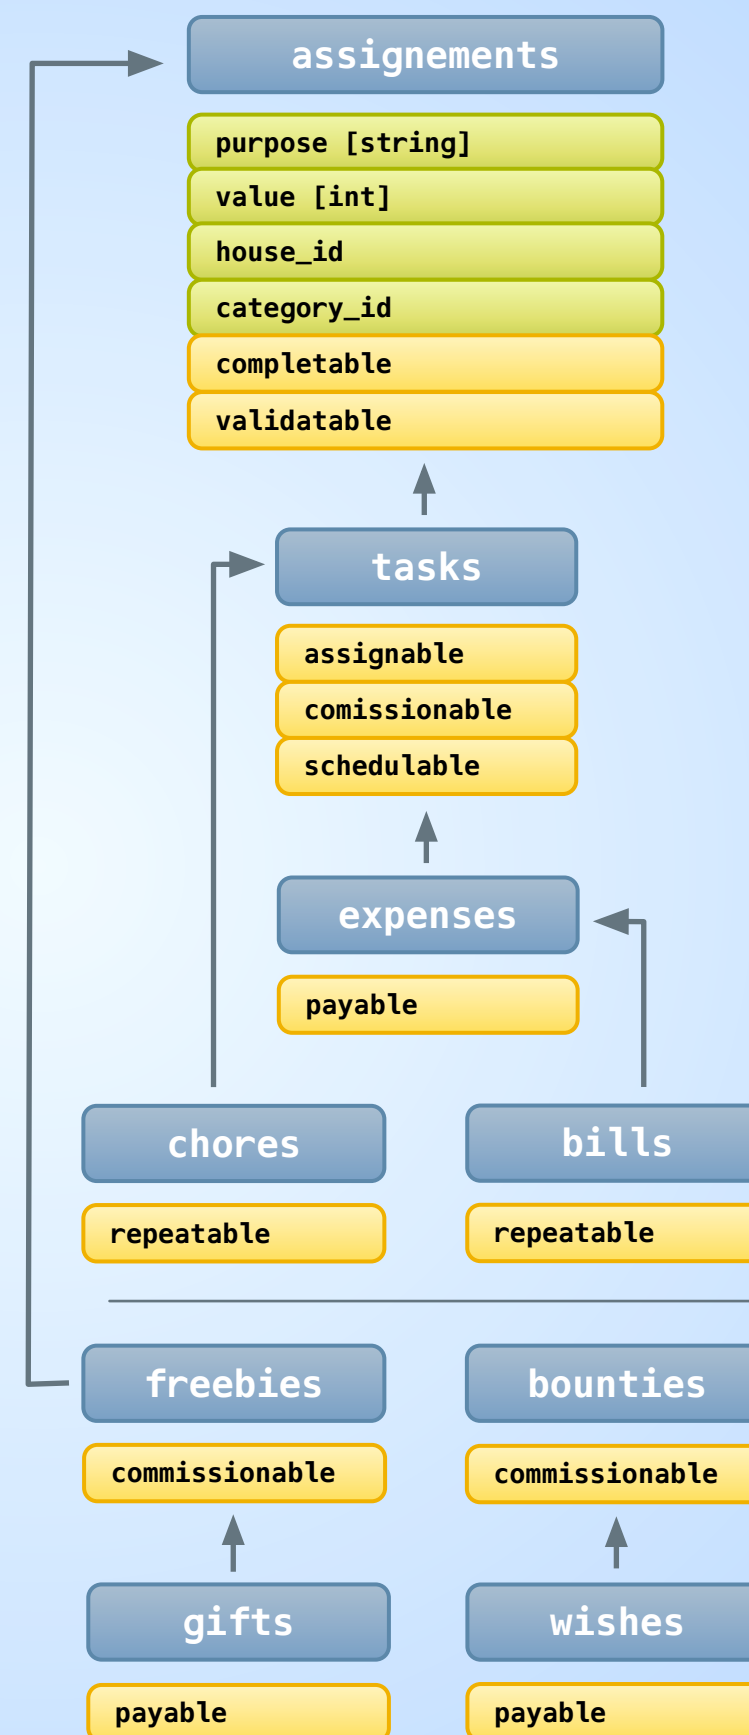 assignements
purpose [string]
value [int]
house_id
category_id
completable
validatable
tasks
assignable
comissionable
schedulable
expenses
payable
chores
bills
repeatable
repeatable
freebies
bounties
commissionable
commissionable
gifts
wishes
payable
payable